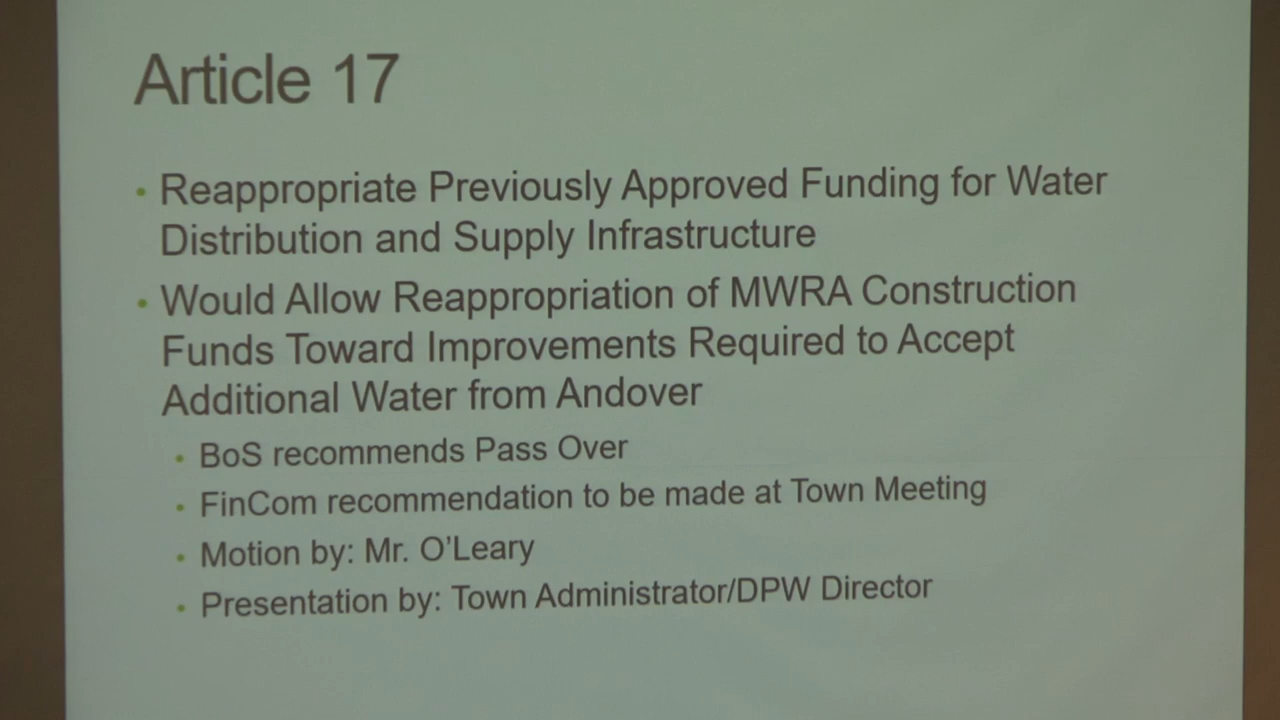 Article 17
• Reappropriate Previously Approved Funding for Water
Distribution and Supply Infrastructure
• Would Allow Reappropriation of MWRA Construction
Funds Toward Improvements Required to Accept
Additional Water from Andover
• BoS recommends Pass Over
• FinCom recommendation to be made at Town Meeting
• Motion by: Mr. O'Leary
• Presentation by: Town Administrator/DPW Director